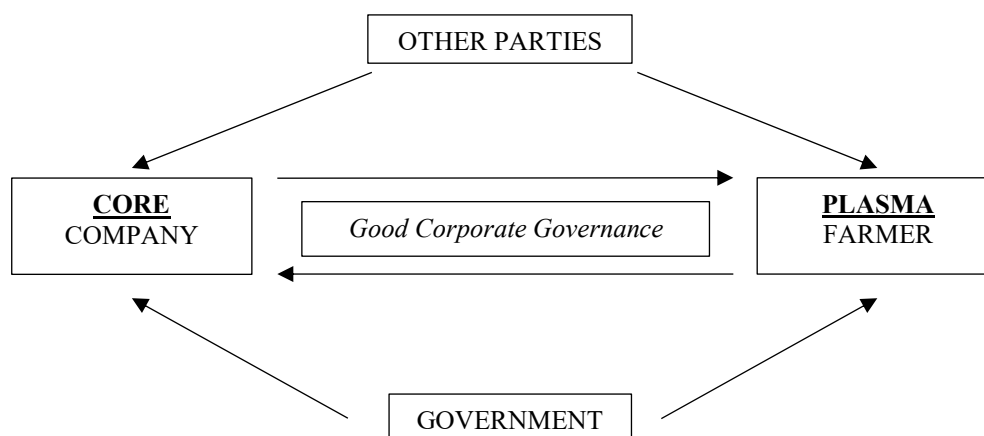 OTHER PARTIES
CORE
COMPANY
Good Corporate Governance
PLASMA
FARMER
GOVERNMENT